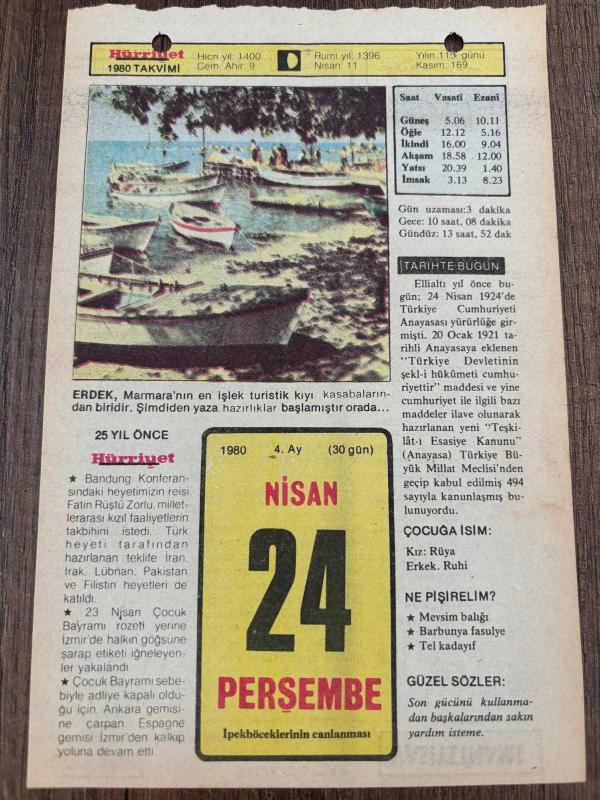 Hürriyet
1980 TAKVİMİ
Hicri yıl: 1400
Cem. Ahir. 9
Rumi yıl: 1396
Nisan: 11
Yılın 115. günü
Kasım: 169
Saat Vasati Ezanî
Güneş 5.06 10.11
Öğle 12.12 5.16
İkindi 16.00 9.04
Akşam 18.58 12.00
Yatsı 20.39 1.40
İmsak 3.13 8.23
Gün uzaması:3 dakika
Gece: 10 saat, 08 dakika
Gündüz: 13 saat, 52 dak
ERDEK, Marmara'nın en işlek turistik kıyı kasabaların-
dan biridir. Şimdiden yaza hazırlıklar başlamıştır orada...
TARİHTE BUGÜN
Ellialtı yıl önce bu-
gün; 24 Nisan 1924'de
Türkiye Cumhuriyeti
Anayasası yürürlüğe gir-
mişti. 20 Ocak 1921 ta-
rihli Anayasaya eklenen
"Türkiye Devletinin
şekl-i hükûmeti cumhu-
riyettir" maddesi ve yine
cumhuriyet ile ilgili bazı
maddeler ilave olunarak
hazırlanan yeni "Teşki-
lât-ı Esasiye Kanunu"
(Anayasa) Türkiye Bü-
yük Millat Meclisi'nden
geçip kabul edilmiş 494
sayıyla kanunlaşmış bu-
lunuyordu.
25 YIL ÖNCE
Hürriyet
★ Bandung Konferan-
sındaki heyetimizin reisi
Fatin Rüştü Zorlu, millet-
lerarası kızıl faaliyetlerin
takbihini istedi. Türk
heyeti tarafından
hazırlanan teklife İran,
Irak, Lübnan, Pakistan
ve Filistin heyetleri de
katıldı.
★ 23 Nisan Çocuk
Bayramı rozeti yerine
İzmir'de halkın göğsüne
şarap etiketi iğneleyen-
ler yakalandı.
★ Çocuk Bayramı sebe-
biyle adliye kapalı oldu-
ğu için, Ankara gemisi-
ne çarpan Espagne
gemisi İzmir'den kalkıp
yoluna devam etti.
1980 4. Ay (30 gün)
NİSAN
24
PERŞEMBE
İpekböceklerinin canlanması
ÇOCUĞA İSİM:
Kız: Rüya
Erkek. Ruhi
NE PİŞİRELİM?
★ Mevsim balığı
★ Barbunya fasulye
★ Tel kadayıf
GÜZEL SÖZLER:
Son gücünü kullanma-
dan başkalarından sakın
yardım isteme.